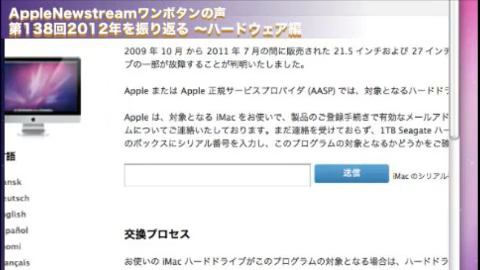 AppleNewstreamワンボタンの声
第138回2012年を振り返る ～ハードウェア編
2009 年 10 月 から 2011 年 7 月の間に販売された 21.5 インチおよび 27 インチ
プの一部が故障することが判明いたしました。
Apple または Apple 正規サービスプロバイダ (AASP) では、対象となるハードドラ
Apple は、対象となる iMac をお使いで、製品のご登録手続きで有効なメールアド
ムについてご連絡いたしております。まだ連絡を受けておらず、1TB Seagate ハー
のボックスにシリアル番号を入力し、このプログラムの対象となるかどうかをご確
語
送信
iMac のシリアル
ansk
eutsch
nglish
spañol
uomi
ançais
交換プロセス
お使いの iMac ハードドライブがこのプログラムの対象となる場合は、ハードド